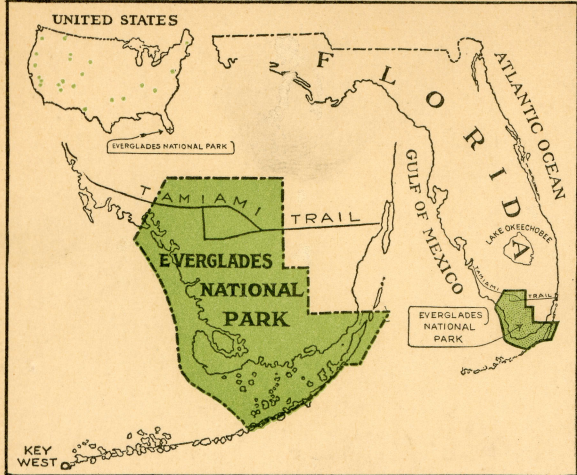 UNITED STATES
EVERGLADES NATIONAL PARK
FLORIDA
ATLANTIC OCEAN
GULF OF MEXICO
LAKE OKEECHOBEE
TAMIAMI TRAIL
EVERGLADES
NATIONAL
PARK
TAMIAMI TRAIL
EVERGLADES
NATIONAL
PARK
KEY
WEST